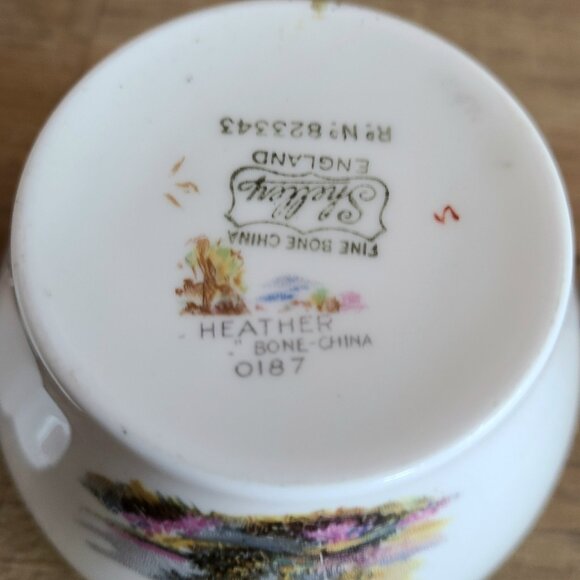 FINE BONE CHINA
Shelley
ENGLAND
Rᴰ Nº 823343
HEATHER
" BONE-CHINA
0187